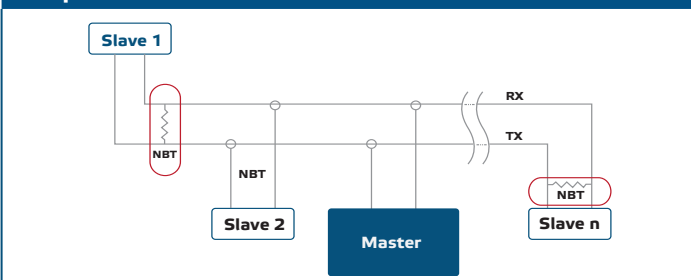 Slave 1
RX
TX
NBT
NBT
NBT
Slave 2
Slave n
Master